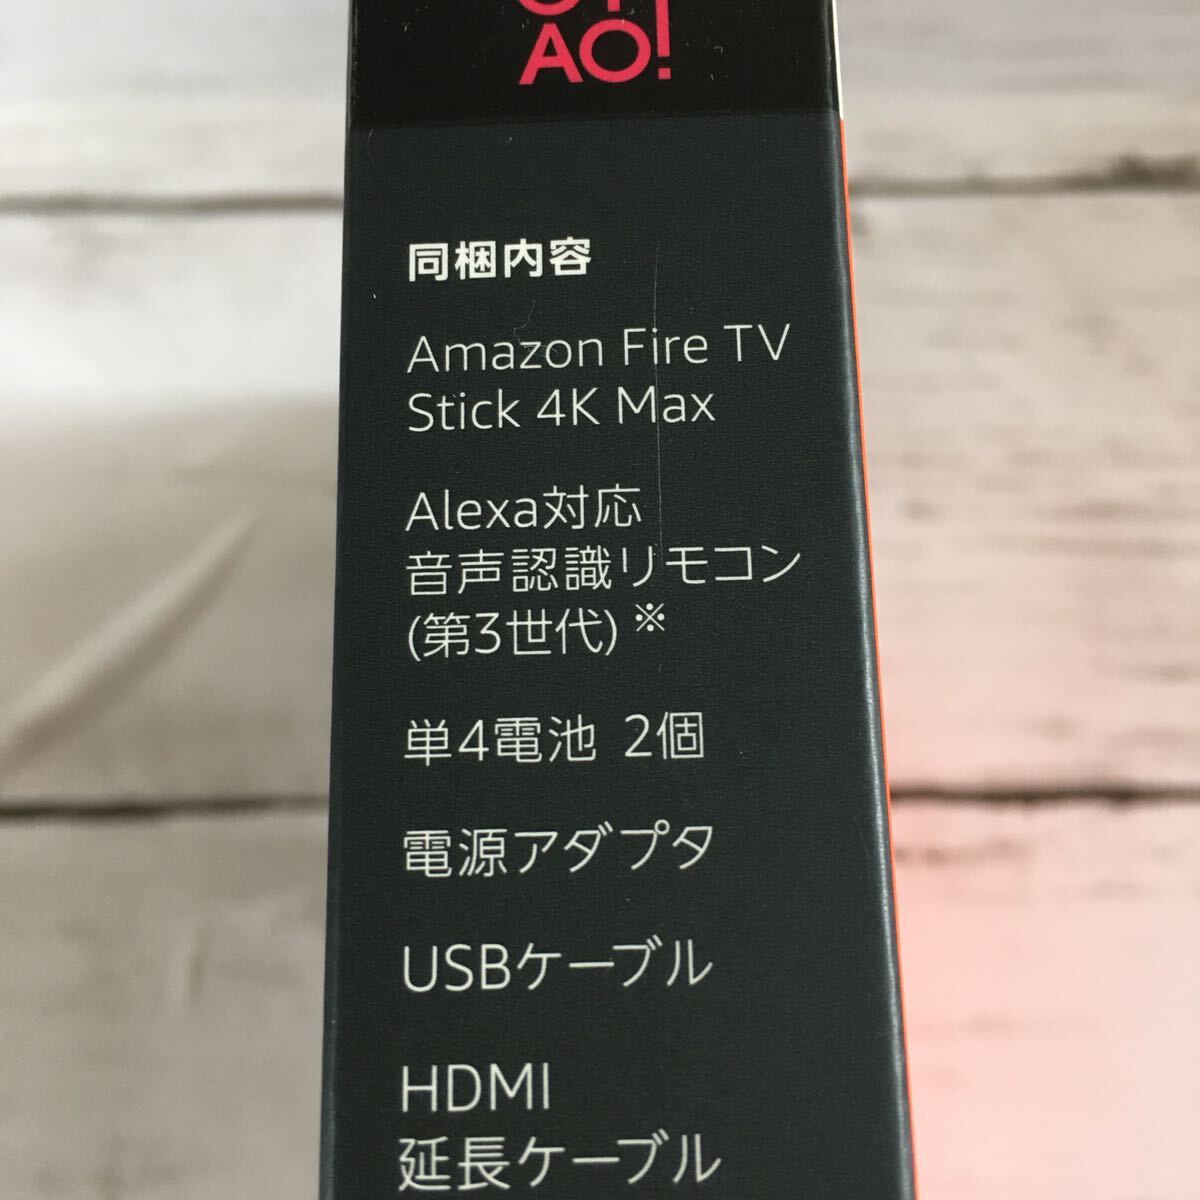 AO!
同梱内容
Amazon Fire TV
Stick 4K Max
Alexa対応
音声認識リモコン
(第3世代)※
単4電池 2個
電源アダプタ
USBケーブル
HDMI
延長ケーブル